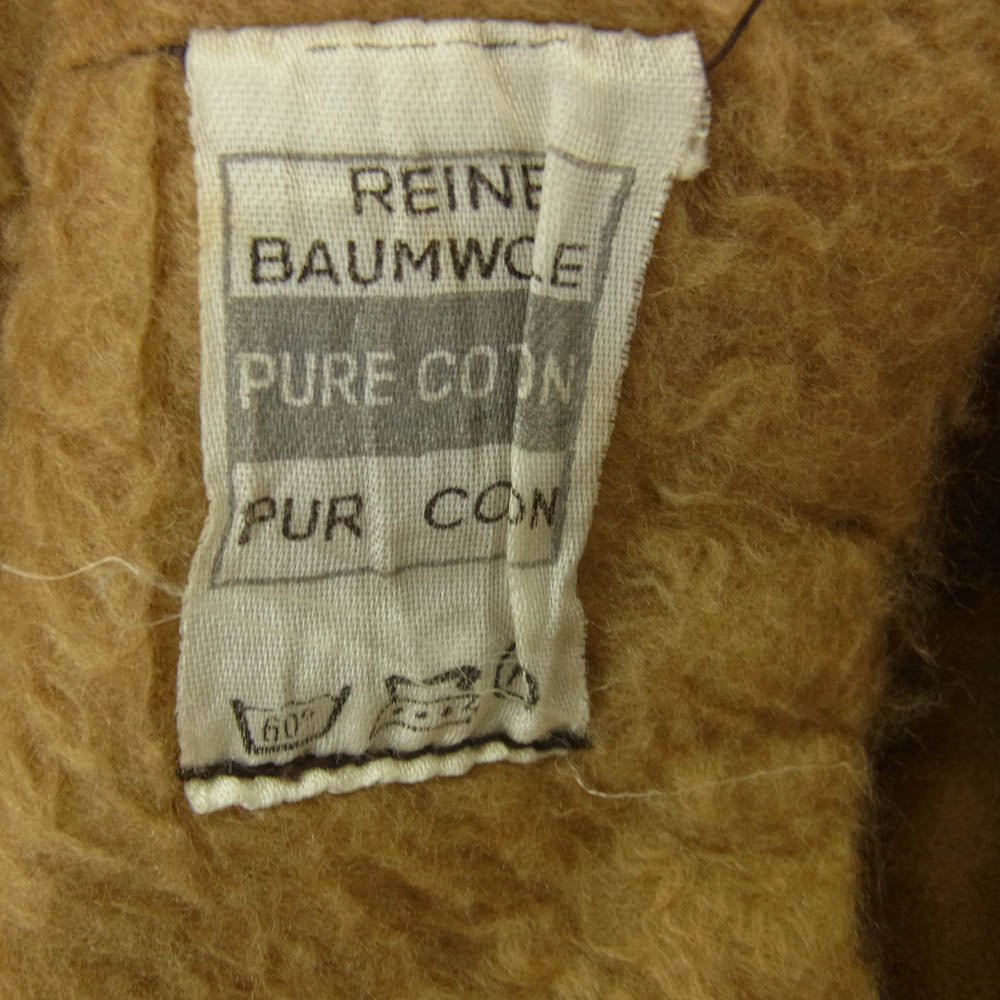 REINE
BAUMWOLLE
PURE COTTON
PUR COTON
60°